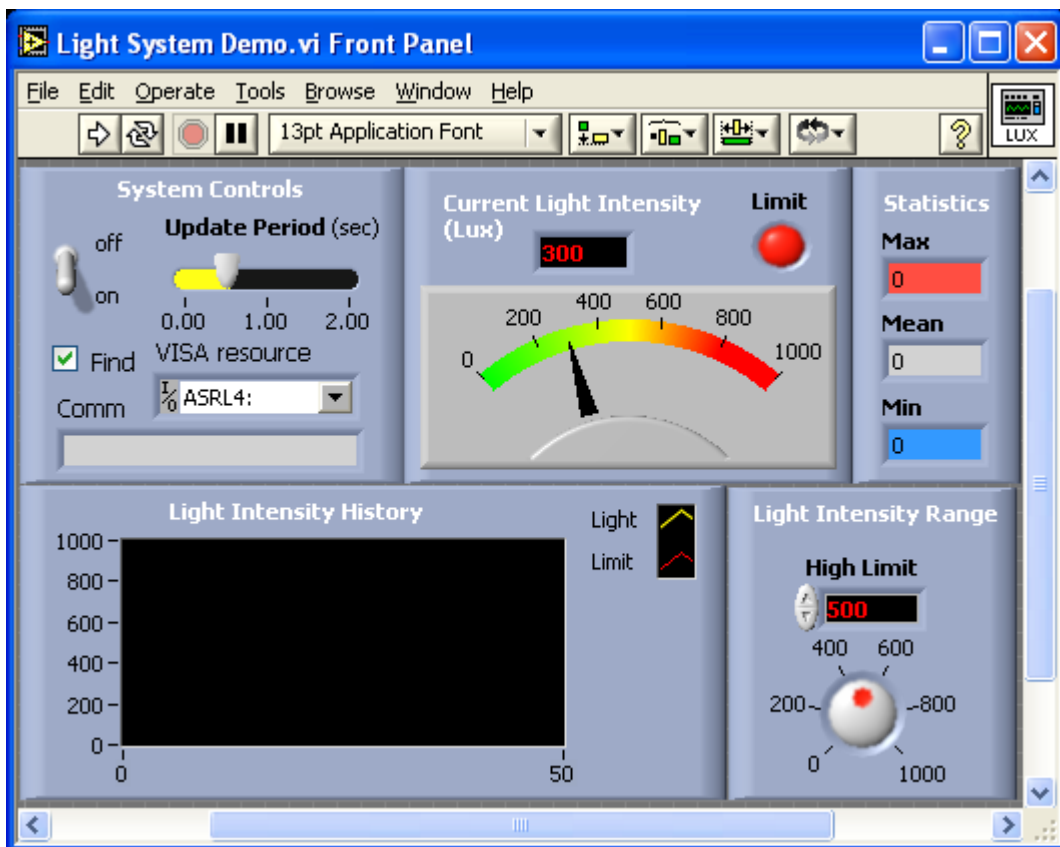 Light System Demo.vi Front Panel
File Edit Operate Tools Browse Window Help
13pt Application Font
?
LUX
System Controls
off
on
Update Period (sec)
0.00 1.00 2.00
Find
VISA resource
I/O ASRL4:
Comm
Current Light Intensity
(Lux)
300
Limit
0 200 400 600 800 1000
Statistics
Max
0
Mean
0
Min
0
Light Intensity History
Light
Limit
1000
800
600
400
200
0
0 50
Light Intensity Range
High Limit
500
400 600
200 800
0 1000